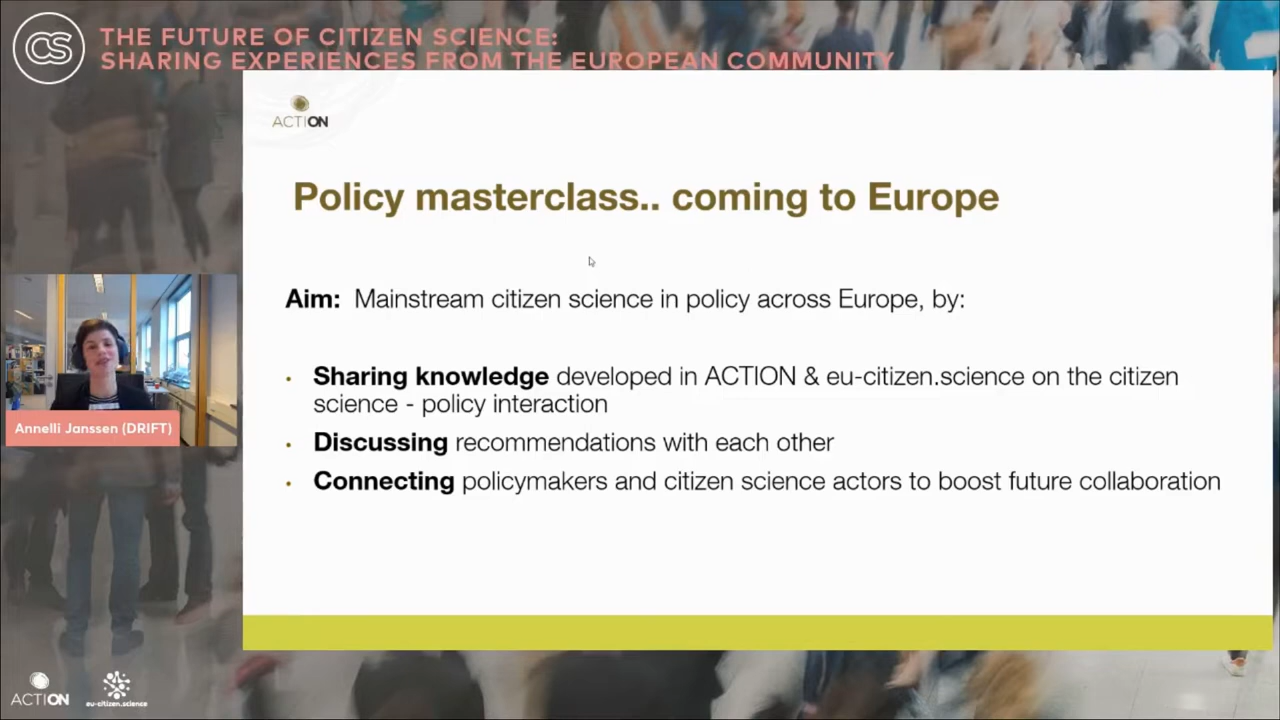 CS
THE FUTURE OF CITIZEN SCIENCE:
SHARING EXPERIENCES FROM THE EUROPEAN COMMUNITY
ACTION
Policy masterclass.. coming to Europe
Aim: Mainstream citizen science in policy across Europe, by:
• Sharing knowledge developed in ACTION & eu-citizen.science on the citizen
science - policy interaction
• Discussing recommendations with each other
• Connecting policymakers and citizen science actors to boost future collaboration
Annelli Janssen (DRIFT)
ACTION
eu-citizen.science